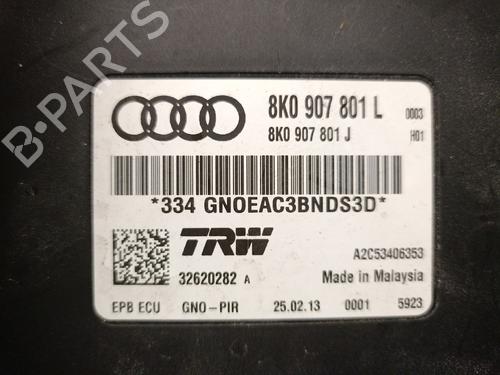 8K0 907 801 L 0003
8K0 907 801 J H01
*334 GNOEAC3BNDS3D*
TRW
32620282 A
A2C53406353
Made in Malaysia
EPB ECU GNO-PIR 25.02.13 0001 5923
B-PARTS